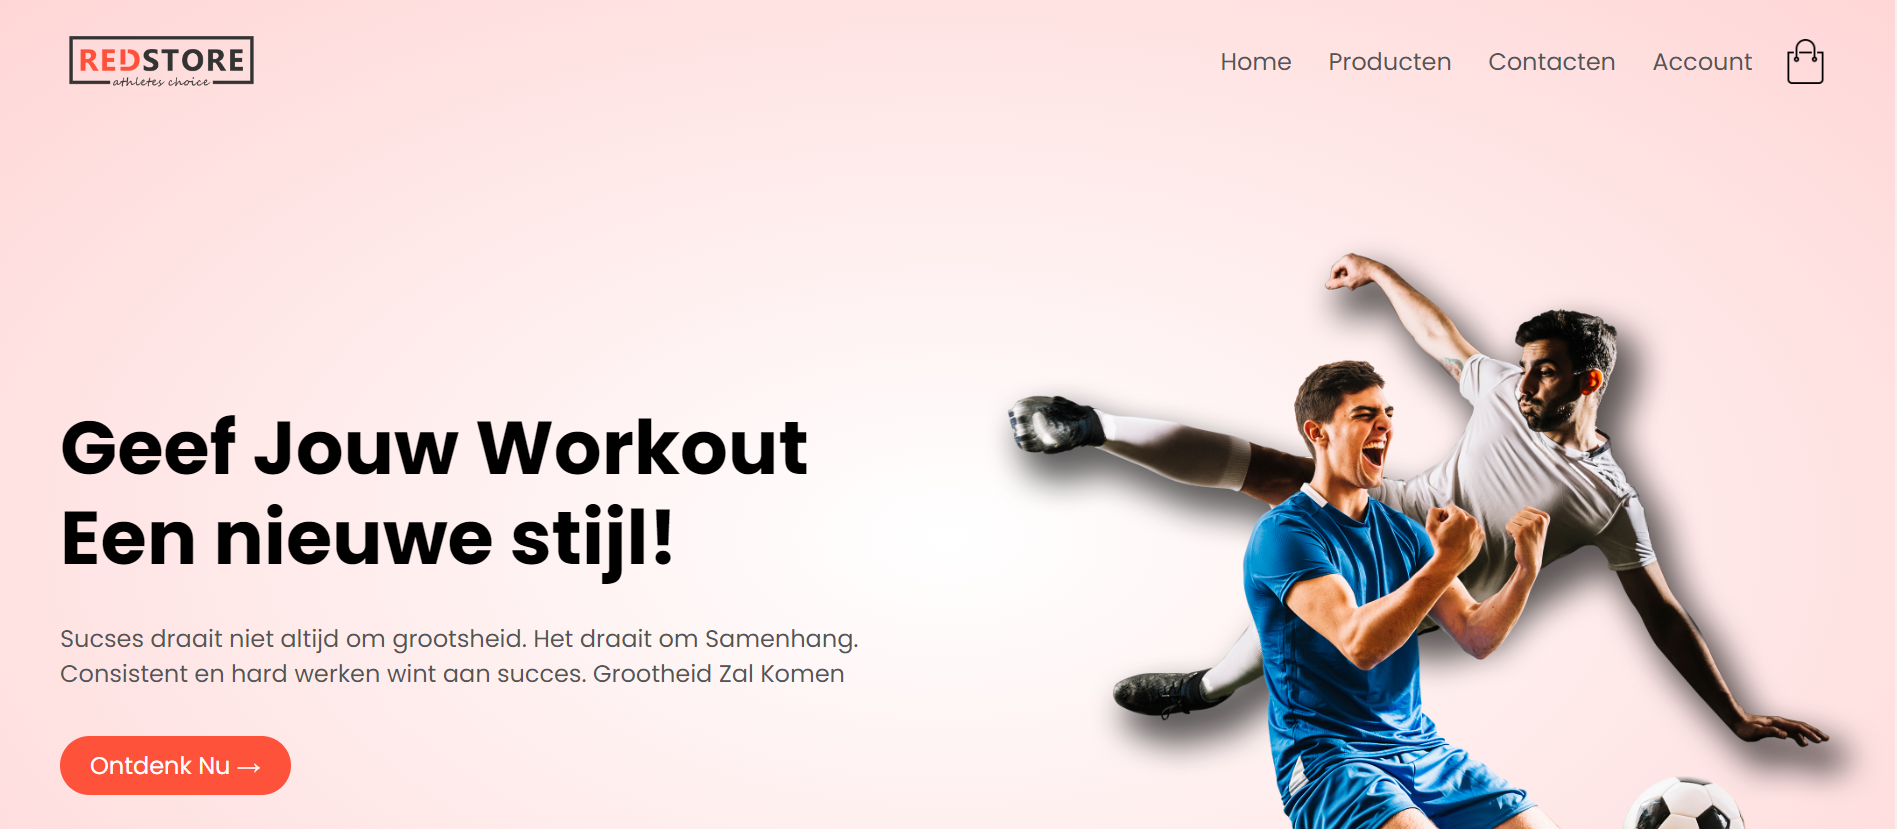 REDSTORE
athletes choice
Home Producten Contacten Account
Geef Jouw Workout
Een nieuwe stijl!
Sucses draait niet altijd om grootsheid. Het draait om Samenhang.
Consistent en hard werken wint aan succes. Grootheid Zal Komen
Ontdenk Nu →